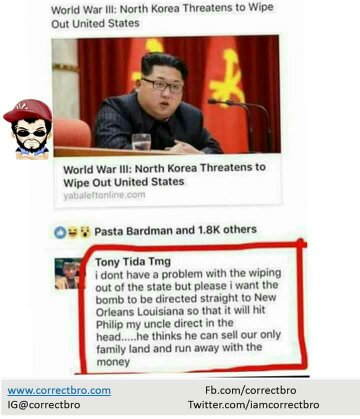 World War III: North Korea Threatens to Wipe
Out United States
World War III: North Korea Threatens to
Wipe Out United States
yabaleftonline.com
Pasta Bardman and 1.8K others
Tony Tida Tmg
i dont have a problem with the wiping
out of the state but please i want the
bomb to be directed straight to New
Orleans Louisiana so that it will hit
Philip my uncle direct in the
head.....he thinks he can sell our only
family land and run away with the
money
www.correctbro.com
Fb.com/correctbro
IG@correctbro
Twitter.com/iamcorrectbro